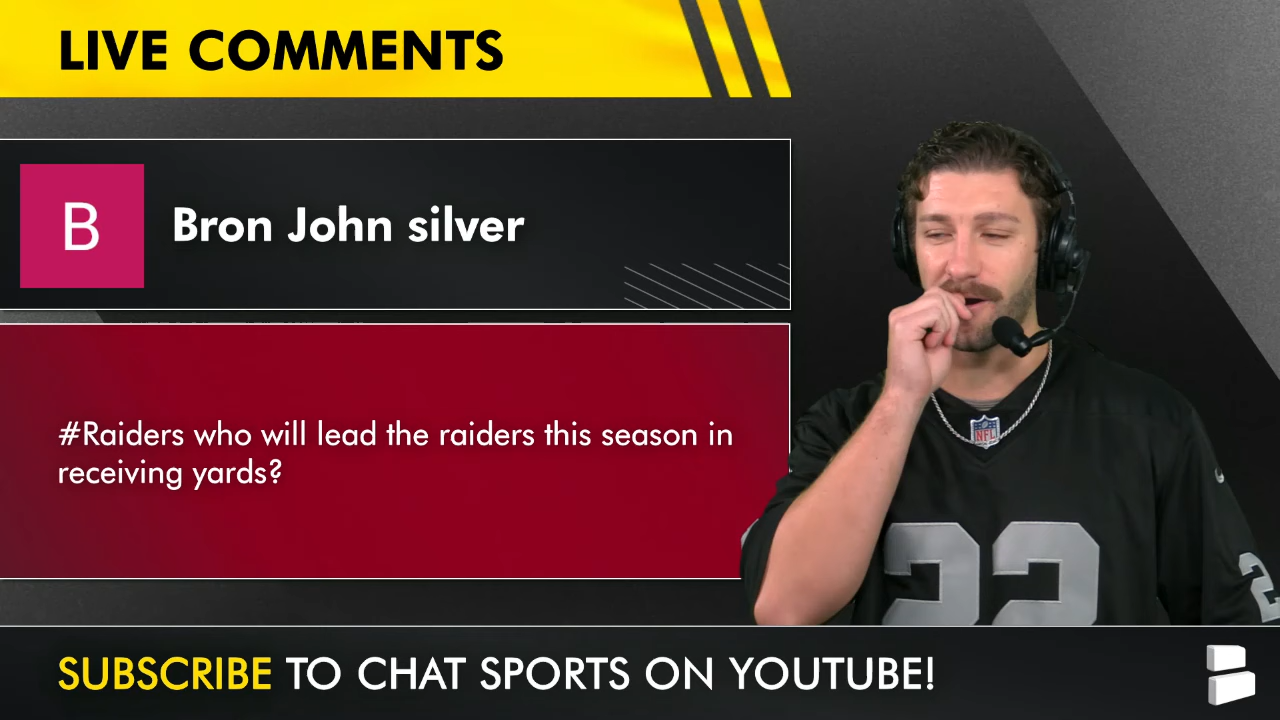 LIVE COMMENTS
B
Bron John silver
#Raiders who will lead the raiders this season in
receiving yards?
NFL
22
2
SUBSCRIBE TO CHAT SPORTS ON YOUTUBE!